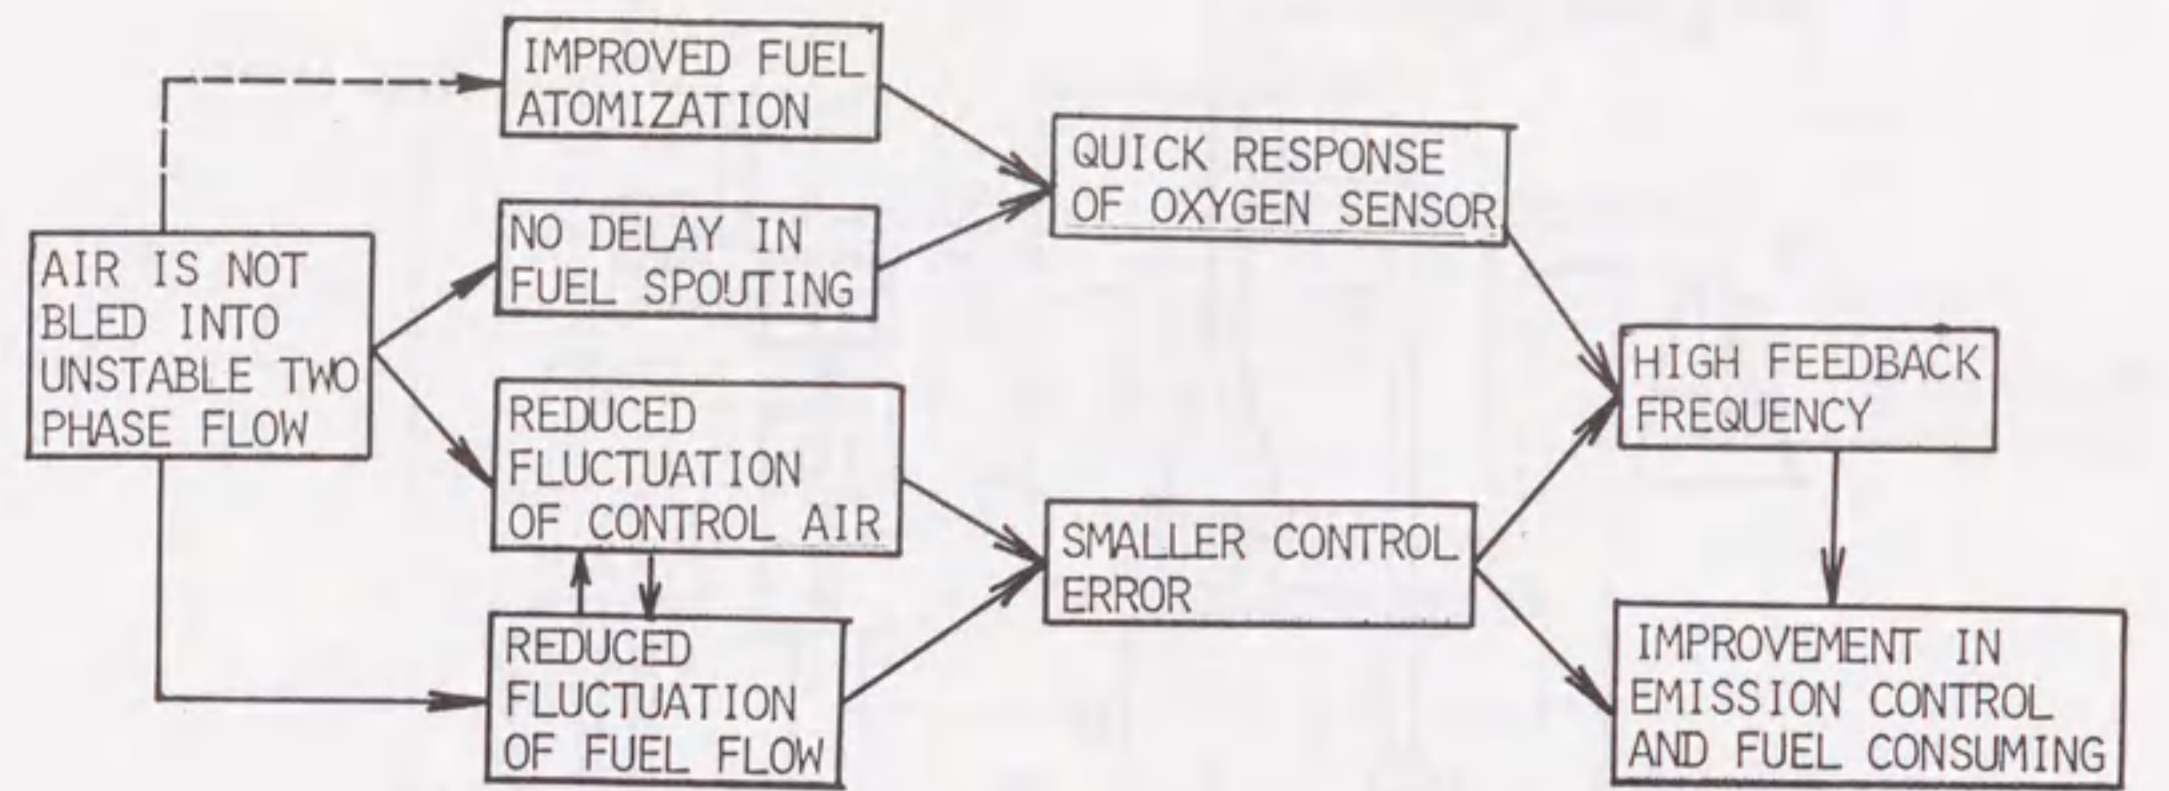 IMPROVED FUEL
ATOMIZATION
QUICK RESPONSE
OF OXYGEN SENSOR
NO DELAY IN
FUEL SPOUTING
AIR IS NOT
BLED INTO
UNSTABLE TWO
PHASE FLOW
HIGH FEEDBACK
FREQUENCY
REDUCED
FLUCTUATION
OF CONTROL AIR
SMALLER CONTROL
ERROR
REDUCED
FLUCTUATION
OF FUEL FLOW
IMPROVEMENT IN
EMISSION CONTROL
AND FUEL CONSUMING